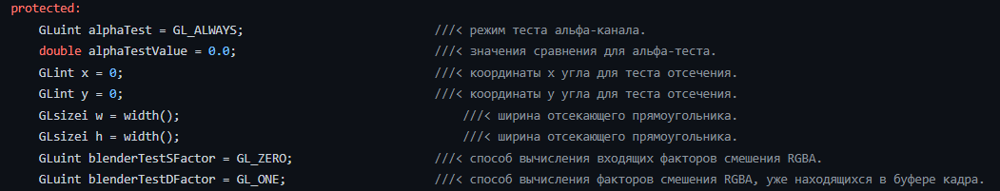 protected:
GLuint alphaTest = GL_ALWAYS; ///< режим теста альфа-канала.
double alphaTestValue = 0.0; ///< значения сравнения для альфа-теста.
GLint x = 0; ///< координаты x угла для теста отсечения.
GLint y = 0; ///< координаты y угла для теста отсечения.
GLsizei w = width(); ///< ширина отсекающего прямоугольника.
GLsizei h = width(); ///< ширина отсекающего прямоугольника.
GLuint blenderTestSFactor = GL_ZERO; ///< способ вычисления входящих факторов смешения RGBA.
GLuint blenderTestDFactor = GL_ONE; ///< способ вычисления факторов смешения RGBA, уже находящихся в буфере кадра.